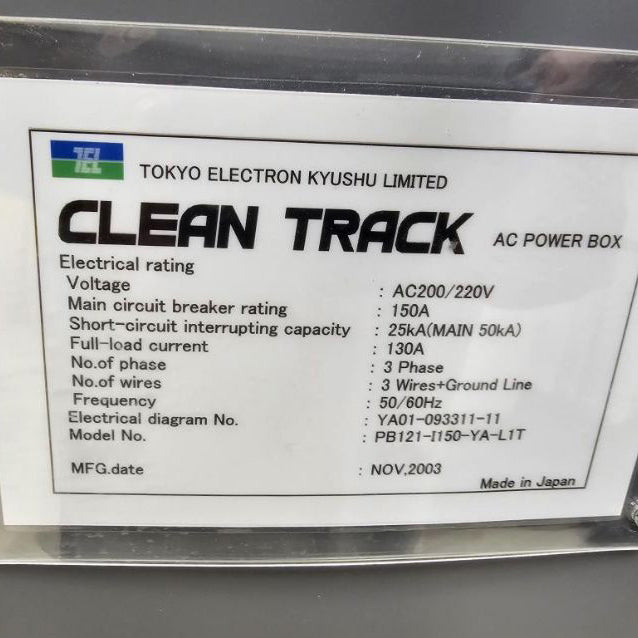 TEL
TOKYO ELECTRON KYUSHU LIMITED
CLEAN TRACK AC POWER BOX
Electrical rating
Voltage : AC200/220V
Main circuit breaker rating : 150A
Short-circuit interrupting capacity : 25kA(MAIN 50kA)
Full-load current : 130A
No.of phase : 3 Phase
No.of wires : 3 Wires+Ground Line
Frequency : 50/60Hz
Electrical diagram No. : YA01-093311-11
Model No. : PB121-I150-YA-L1T
MFG.date : NOV,2003
Made in Japan